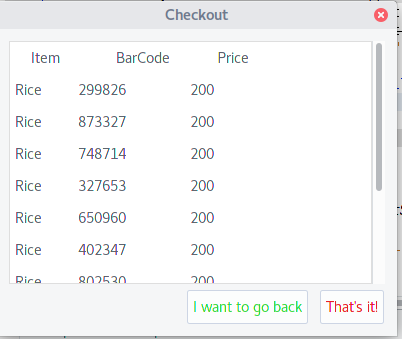 Checkout
Item BarCode Price
Rice 299826 200
Rice 873327 200
Rice 748714 200
Rice 327653 200
Rice 650960 200
Rice 402347 200
Rice 802530 200
I want to go back That's it!